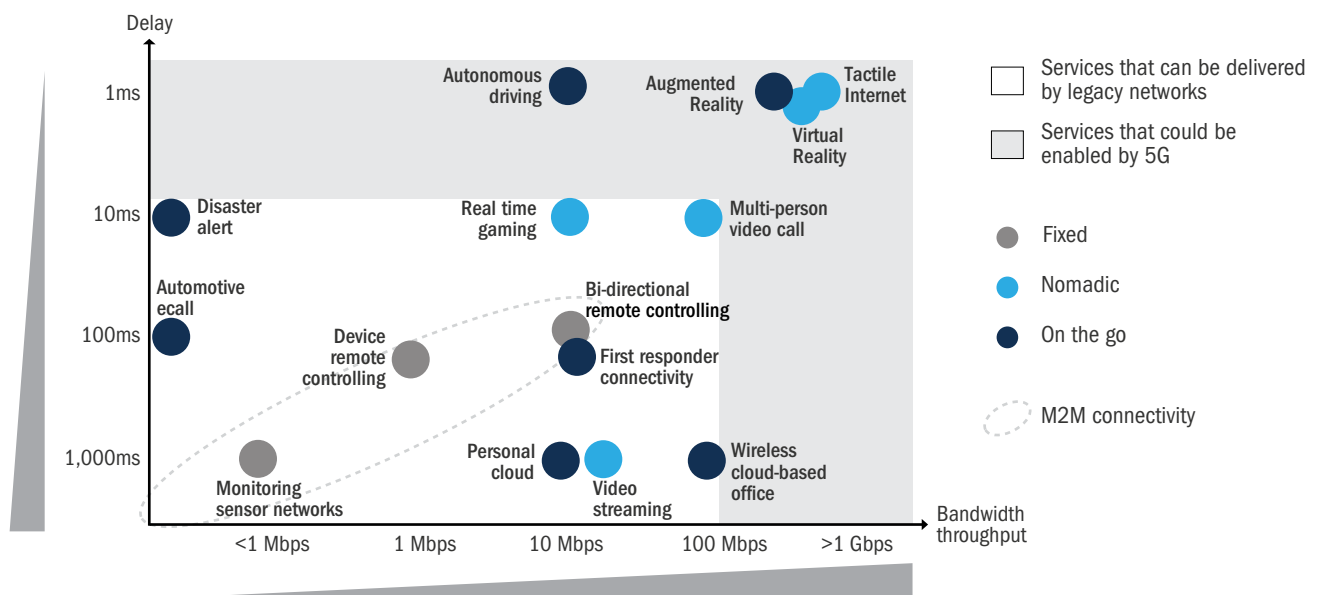 Delay
1ms
10ms
100ms
1,000ms
Autonomous
driving
Augmented
Reality
Tactile
Internet
Virtual
Reality
Disaster
alert
Real time
gaming
Multi-person
video call
Automotive
ecall
Bi-directional
remote controlling
Device
remote
controlling
First responder
connectivity
Monitoring
sensor networks
Personal
cloud
Video
streaming
Wireless
cloud-based
office
<1 Mbps
1 Mbps
10 Mbps
100 Mbps
>1 Gbps
Bandwidth
throughput
Services that can be delivered
by legacy networks
Services that could be
enabled by 5G
Fixed
Nomadic
On the go
M2M connectivity